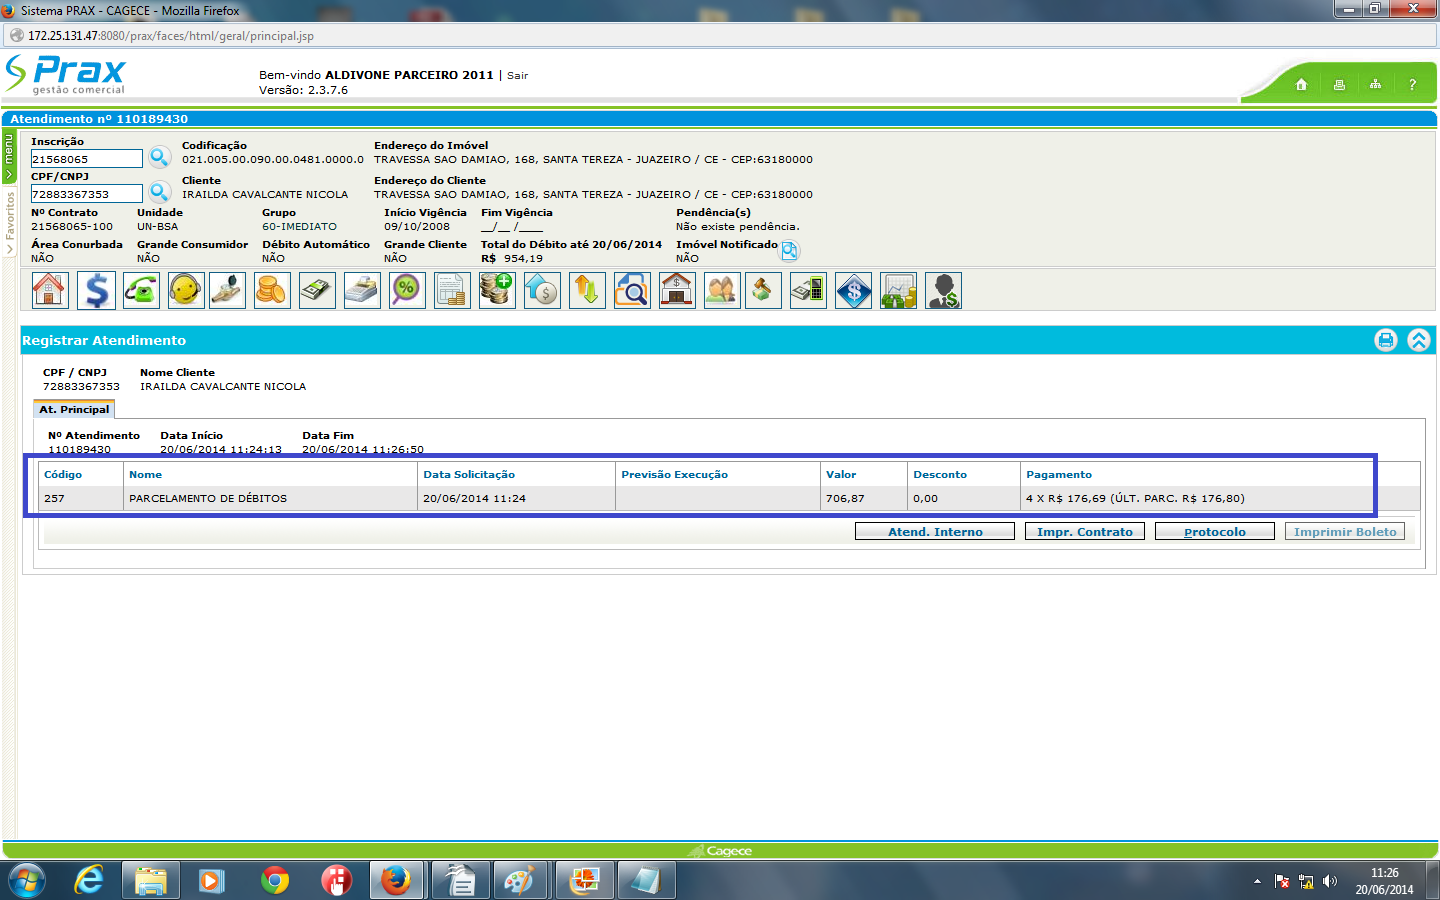 Sistema PRAX - CAGECE - Mozilla Firefox
172.25.131.47:8080/prax/faces/html/geral/principal.jsp
Prax
gestão comercial
Bem-vindo ALDIVONE PARCEIRO 2011 | Sair
Versão: 2.3.7.6
?
Atendimento nº 110189430
menu
Favoritos
Inscrição
21568065
Codificação
021.005.00.090.00.0481.0000.0
Endereço do Imóvel
TRAVESSA SAO DAMIAO, 168, SANTA TEREZA - JUAZEIRO / CE - CEP:63180000
CPF/CNPJ
72883367353
Cliente
IRAILDA CAVALCANTE NICOLA
Endereço do Cliente
TRAVESSA SAO DAMIAO, 168, SANTA TEREZA - JUAZEIRO / CE - CEP:63180000
Nº Contrato Unidade Grupo Início Vigência Fim Vigência Pendência(s)
21568065-100 UN-BSA 60-IMEDIATO 09/10/2008 __/__ /____ Não existe pendência.
Área Conurbada Grande Consumidor Débito Automático Grande Cliente Total do Débito até 20/06/2014 Imóvel Notificado
NÃO NÃO NÃO NÃO R$ 954,19 NÃO
Registrar Atendimento
CPF / CNPJ Nome Cliente
72883367353 IRAILDA CAVALCANTE NICOLA
At. Principal
Nº Atendimento Data Início Data Fim
110189430 20/06/2014 11:24:13 20/06/2014 11:26:50
Código Nome Data Solicitação Previsão Execução Valor Desconto Pagamento
257 PARCELAMENTO DE DÉBITOS 20/06/2014 11:24 706,87 0,00 4 X R$ 176,69 (ÚLT. PARC. R$ 176,80)
Atend. Interno Impr. Contrato Protocolo Imprimir Boleto
Cagece
11:26
20/06/2014